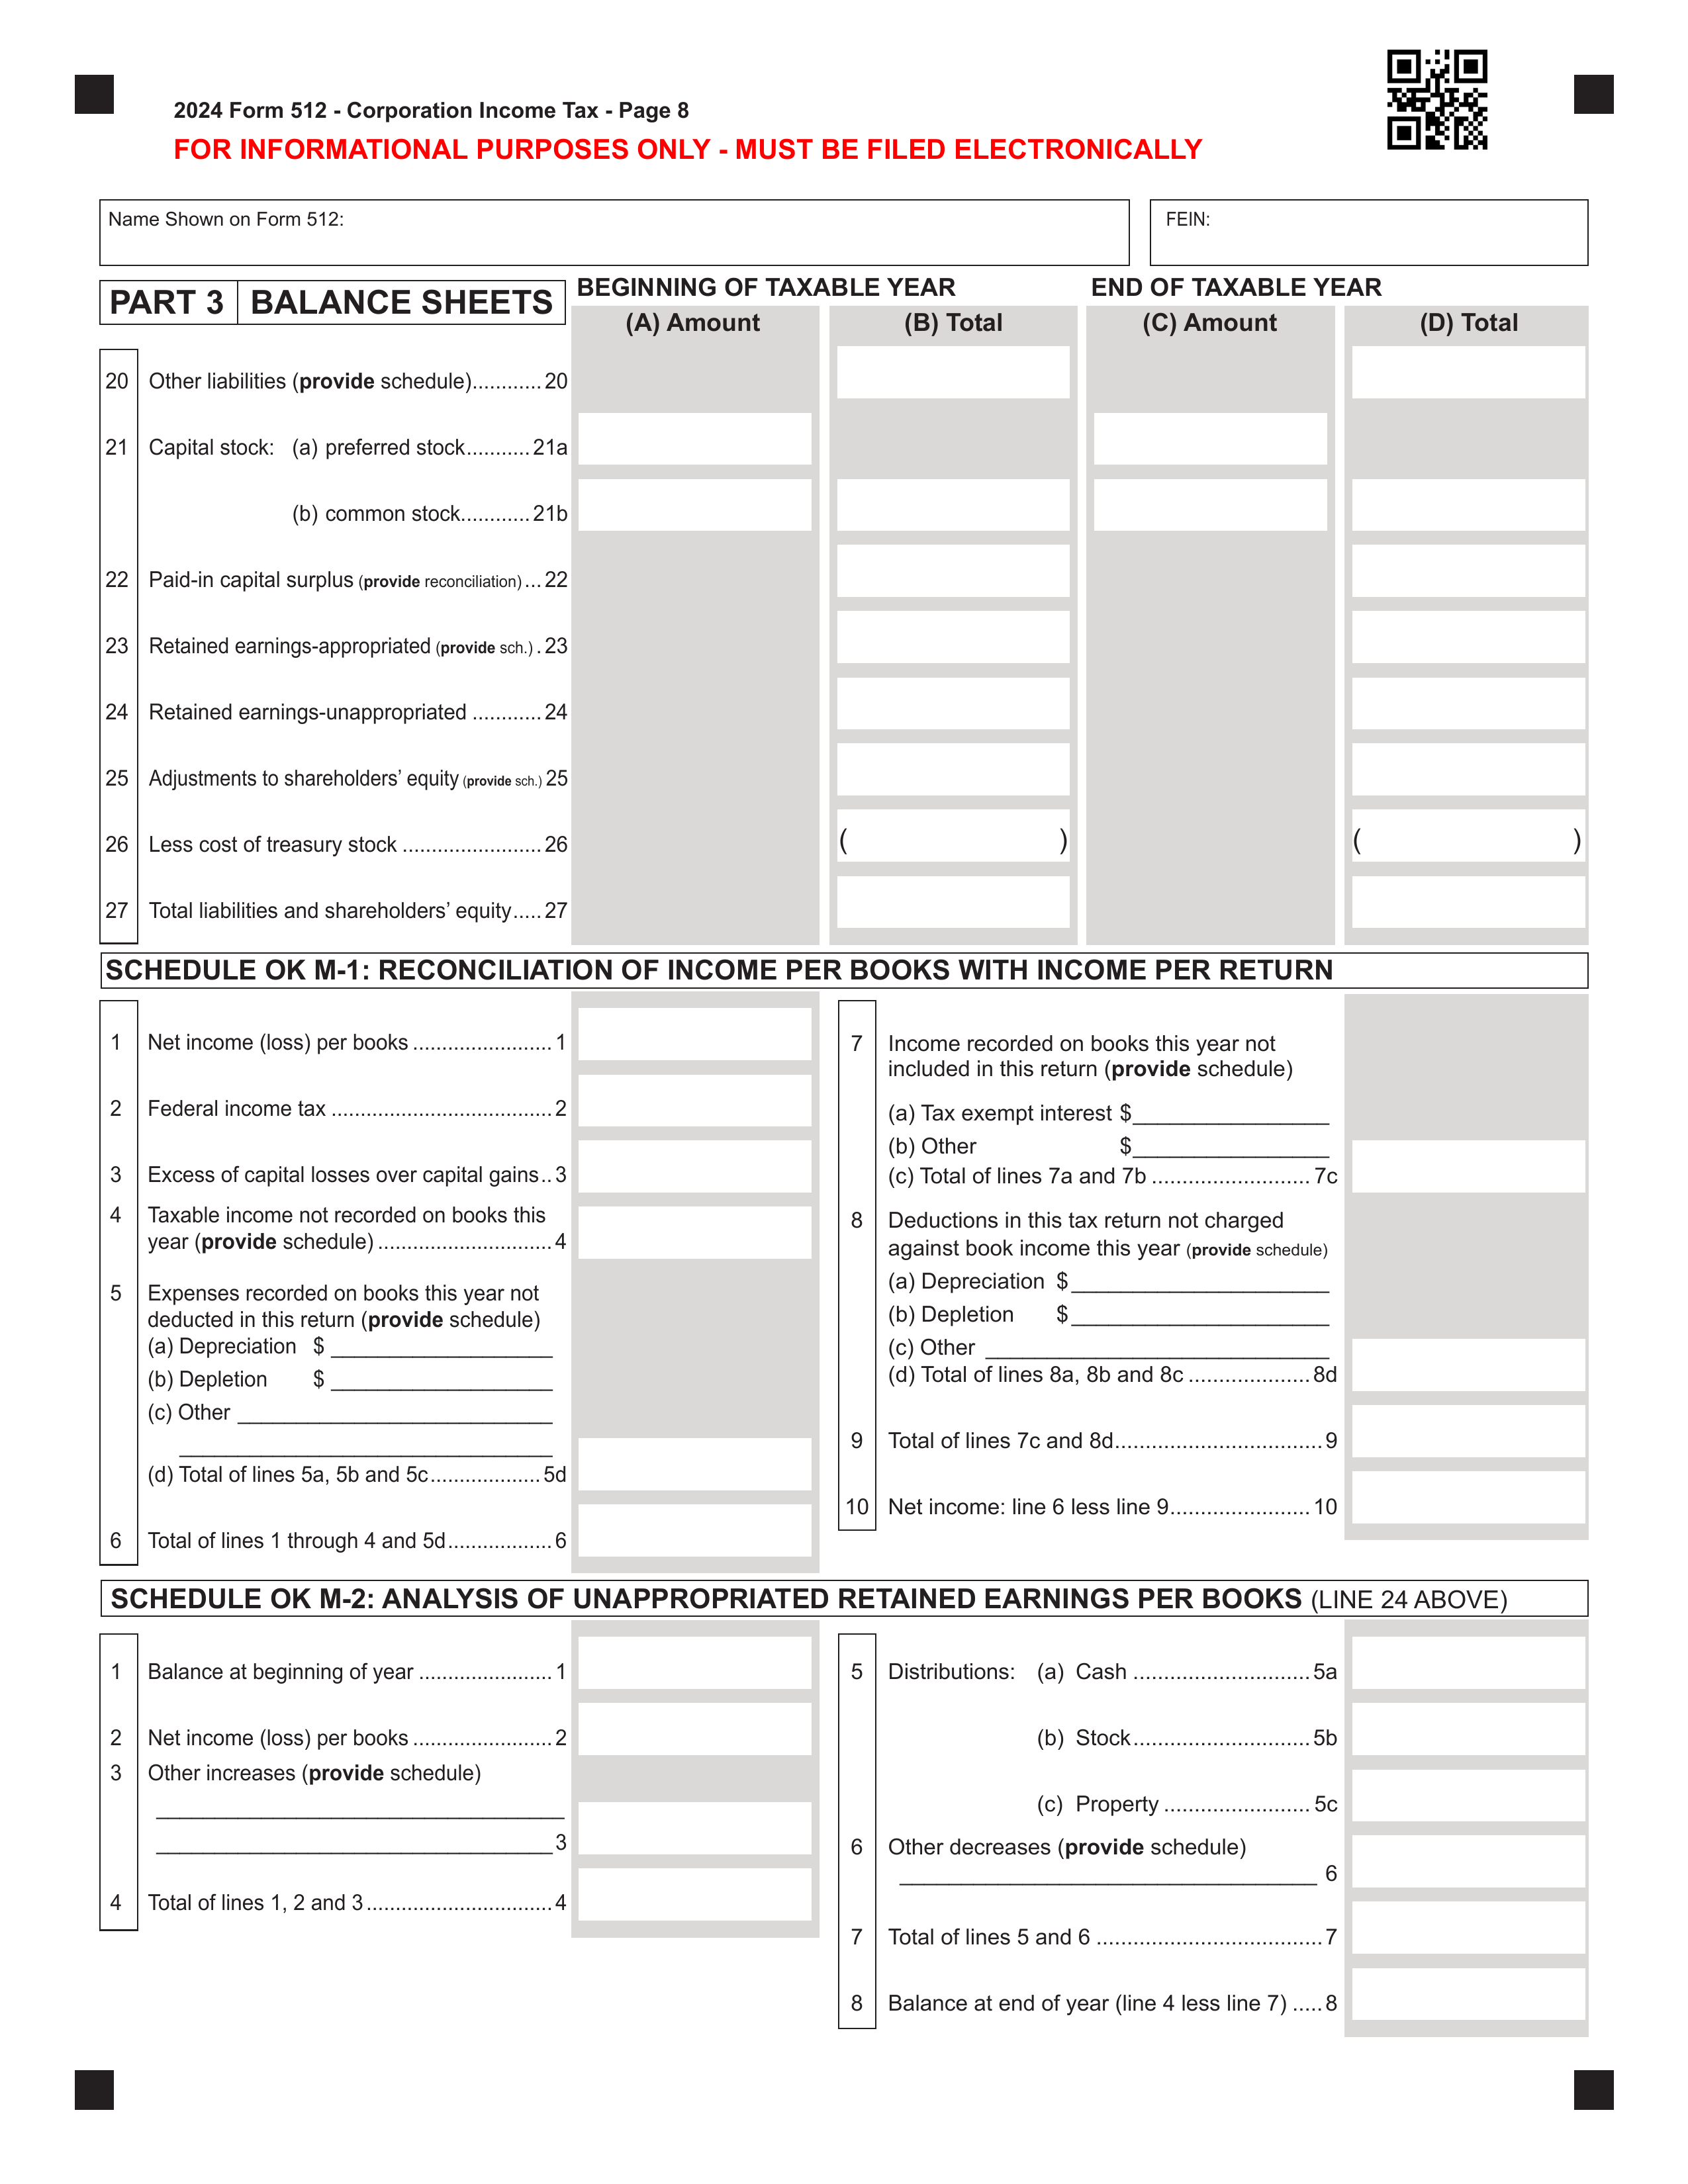 2024 Form 512 - Corporation Income Tax - Page 8
FOR INFORMATIONAL PURPOSES ONLY - MUST BE FILED ELECTRONICALLY
Name Shown on Form 512:
FEIN:
PART 3 BALANCE SHEETS
BEGINNING OF TAXABLE YEAR
END OF TAXABLE YEAR
(A) Amount
(B) Total
(C) Amount
(D) Total
20 Other liabilities (provide schedule)............ 20
21 Capital stock: (a) preferred stock........... 21a
(b) common stock............ 21b
22 Paid-in capital surplus (provide reconciliation) ... 22
23 Retained earnings-appropriated (provide sch.) . 23
24 Retained earnings-unappropriated ............ 24
25 Adjustments to shareholders’ equity (provide sch.) 25
26 Less cost of treasury stock ........................ 26 ( ) ( )
27 Total liabilities and shareholders’ equity..... 27
SCHEDULE OK M-1: RECONCILIATION OF INCOME PER BOOKS WITH INCOME PER RETURN
1 Net income (loss) per books ........................ 1
2 Federal income tax ...................................... 2
3 Excess of capital losses over capital gains.. 3
4 Taxable income not recorded on books this
year (provide schedule) .............................. 4
5 Expenses recorded on books this year not
deducted in this return (provide schedule)
(a) Depreciation $ __________________
(b) Depletion $ __________________
(c) Other __________________________
______________________________
(d) Total of lines 5a, 5b and 5c................... 5d
6 Total of lines 1 through 4 and 5d.................. 6
7 Income recorded on books this year not
included in this return (provide schedule)
(a) Tax exempt interest $________________
(b) Other $________________
(c) Total of lines 7a and 7b .......................... 7c
8 Deductions in this tax return not charged
against book income this year (provide schedule)
(a) Depreciation $_____________________
(b) Depletion $_____________________
(c) Other ____________________________
(d) Total of lines 8a, 8b and 8c .................... 8d
9 Total of lines 7c and 8d.................................. 9
10 Net income: line 6 less line 9....................... 10
SCHEDULE OK M-2: ANALYSIS OF UNAPPROPRIATED RETAINED EARNINGS PER BOOKS (LINE 24 ABOVE)
1 Balance at beginning of year ....................... 1
2 Net income (loss) per books ........................ 2
3 Other increases (provide schedule)
_________________________________
________________________________ 3
4 Total of lines 1, 2 and 3................................ 4
5 Distributions: (a) Cash ............................. 5a
(b) Stock............................. 5b
(c) Property ........................ 5c
6 Other decreases (provide schedule)
__________________________________ 6
7 Total of lines 5 and 6 ..................................... 7
8 Balance at end of year (line 4 less line 7) ..... 8